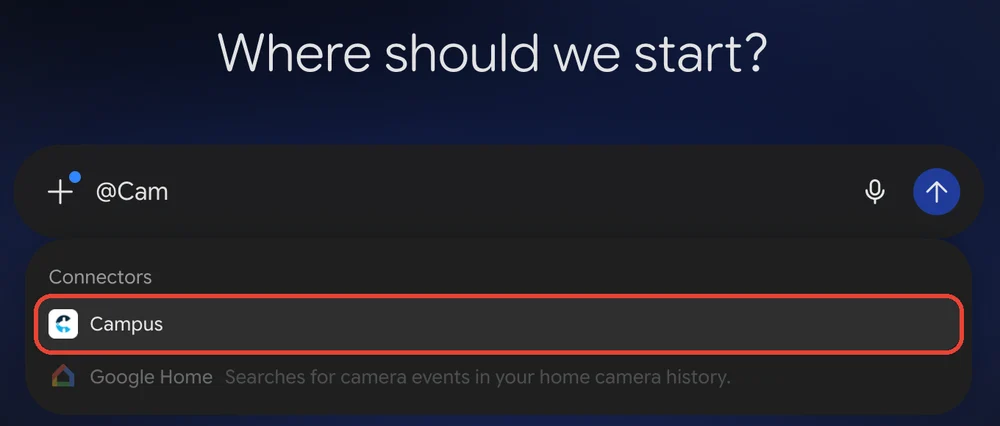 Where should we start?
@Cam
Connectors
Campus
Google Home Searches for camera events in your home camera history.